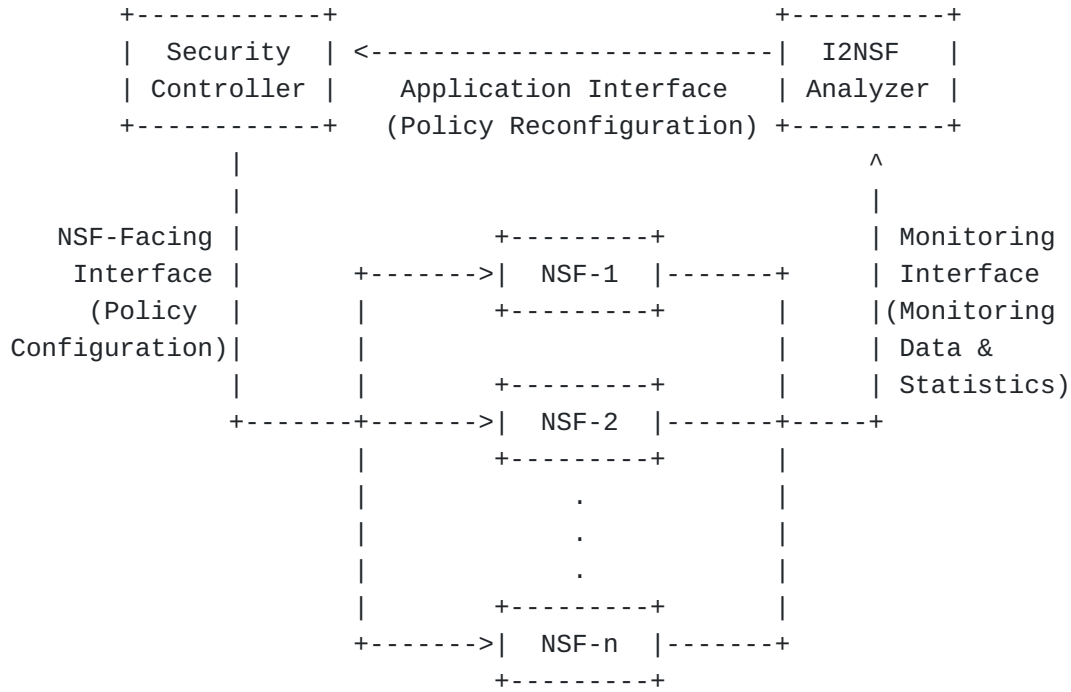 +------------+                            +----------+
|  Security  | <--------------------------|  I2NSF   |
| Controller |    Application Interface   | Analyzer |
+------------+   (Policy Reconfiguration) +----------+
NSF-Facing | +---------+ | Monitoring
Interface | +------->| NSF-1 |-------+ | Interface
(Policy | | +---------+ | |(Monitoring
Configuration)| | | | Data &
| | +---------+ | | Statistics)
+-------+------->| NSF-2 |-------+-----+
| +---------+ |
| . |
| . |
| . |
| +---------+ |
+------->| NSF-n |-------+
+---------+